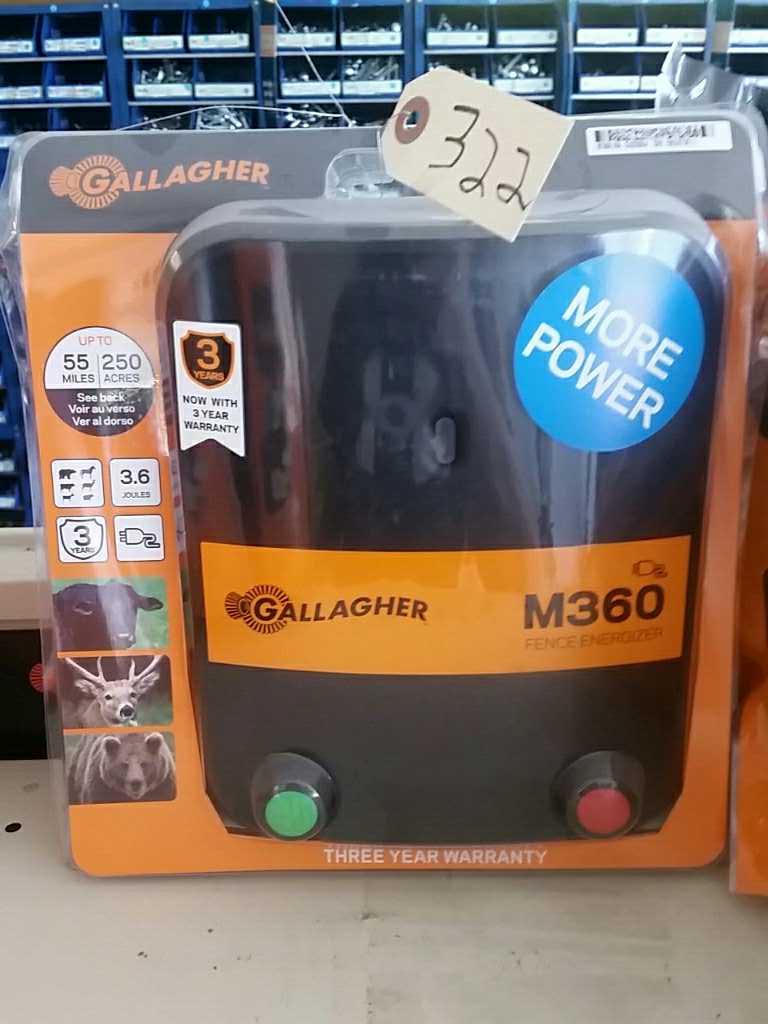 322
GALLAGHER
MORE
POWER
UP TO
55 250
MILES ACRES
See back
Voir au verso
Ver al dorso
3
YEARS
NOW WITH
3 YEAR
WARRANTY
3.6
JOULES
3
YEARS
GALLAGHER
M360
FENCE ENERGIZER
THREE YEAR WARRANTY